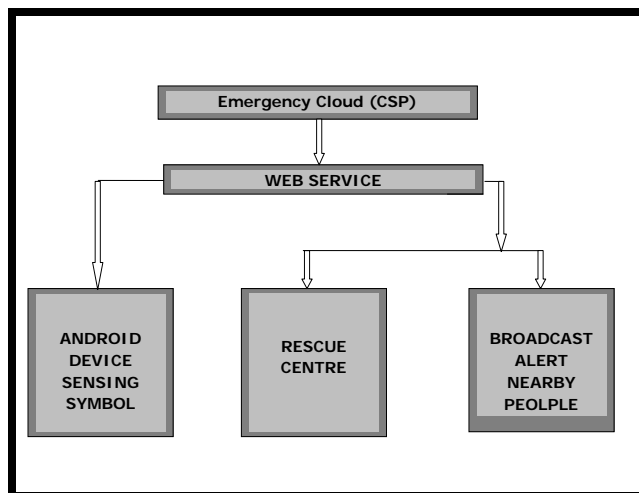 Emergency Cloud (CSP)
WEB SERVICE
ANDROID
DEVICE
SENSING
SYMBOL
RESCUE
CENTRE
BROADCAST
ALERT
NEARBY
PEOLPLE